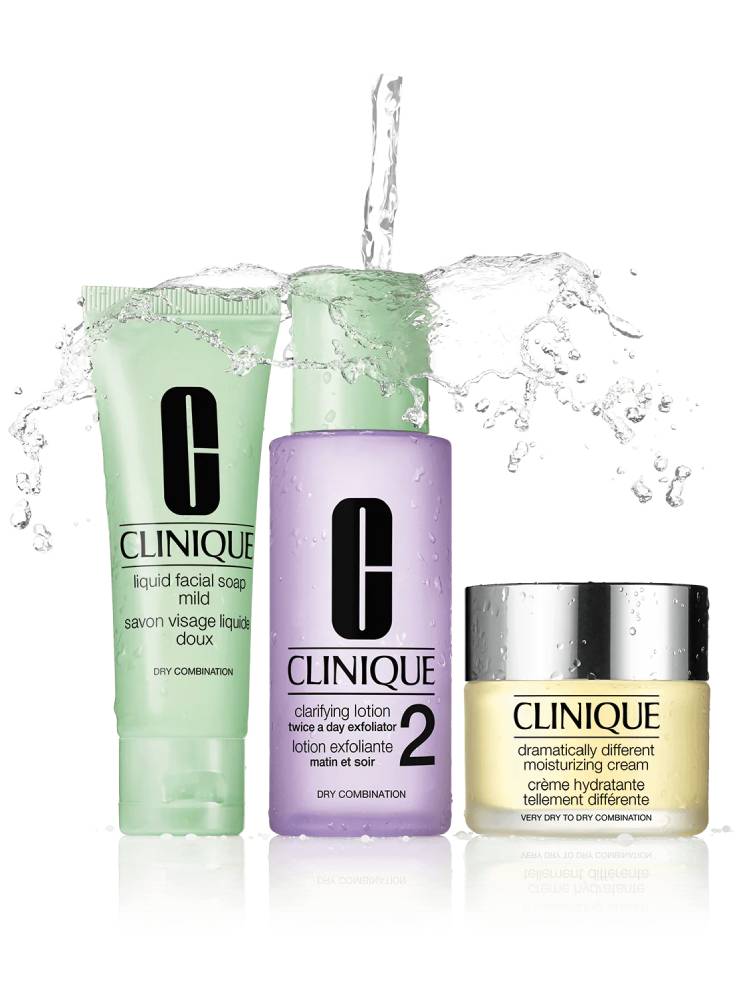 CLINIQUE
liquid facial soap
mild
savon visage liquide
doux
DRY COMBINATION
CLINIQUE
clarifying lotion
twice a day exfoliator
lotion exfoliante
matin et soir
2
DRY COMBINATION
CLINIQUE
dramatically different
moisturizing cream
crème hydratante
tellement différente
VERY DRY TO DRY COMBINATION